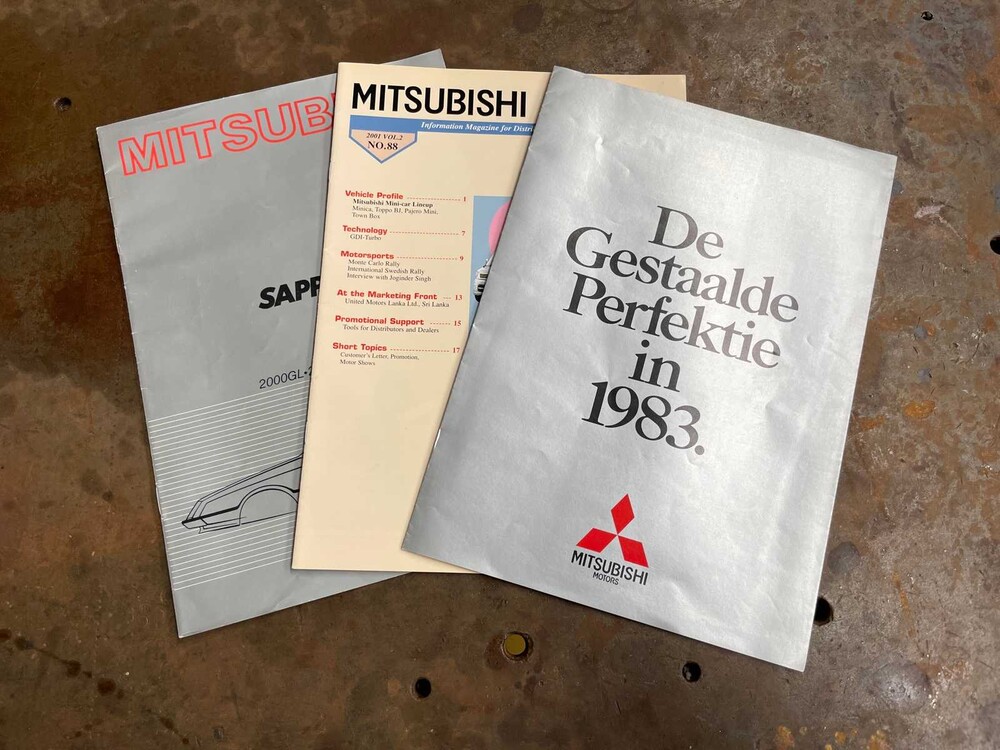 MITSUB
SAPP
2000GL•2
MITSUBISHI
Information Magazine for Distri
2001 VOL.2
NO.88
Vehicle Profile 1
Mitsubishi Mini-car Lineup
Minica, Toppo BJ, Pajero Mini,
Town Box
Technology 7
GDI-Turbo
Motorsports 9
Monte Carlo Rally
International Swedish Rally
Interview with Joginder Singh
At the Marketing Front 13
United Motors Lanka Ltd., Sri Lanka
Promotional Support 15
Tools for Distributors and Dealers
Short Topics 17
Customer's Letter, Promotion,
Motor Shows
De
Gestaalde
Perfektie
in
1983.
MITSUBISHI
MOTORS